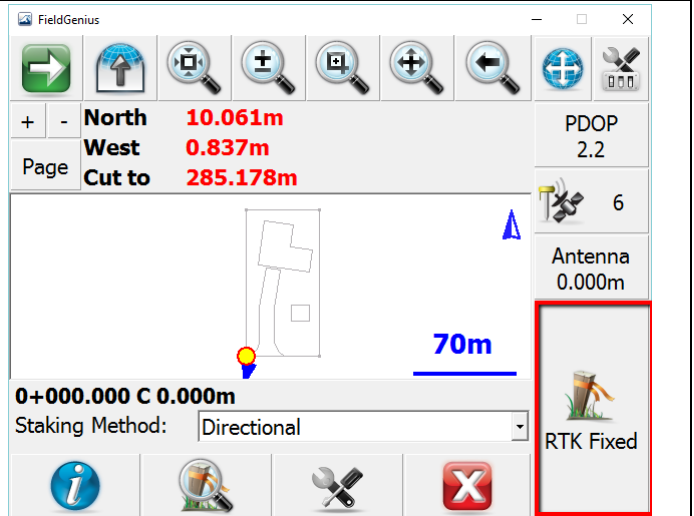 FieldGenius
+ - North 10.061m
West 0.837m
Page
Cut to 285.178m
PDOP
2.2
6
Antenna
0.000m
70m
0+000.000 C 0.000m
Staking Method: Directional
RTK Fixed